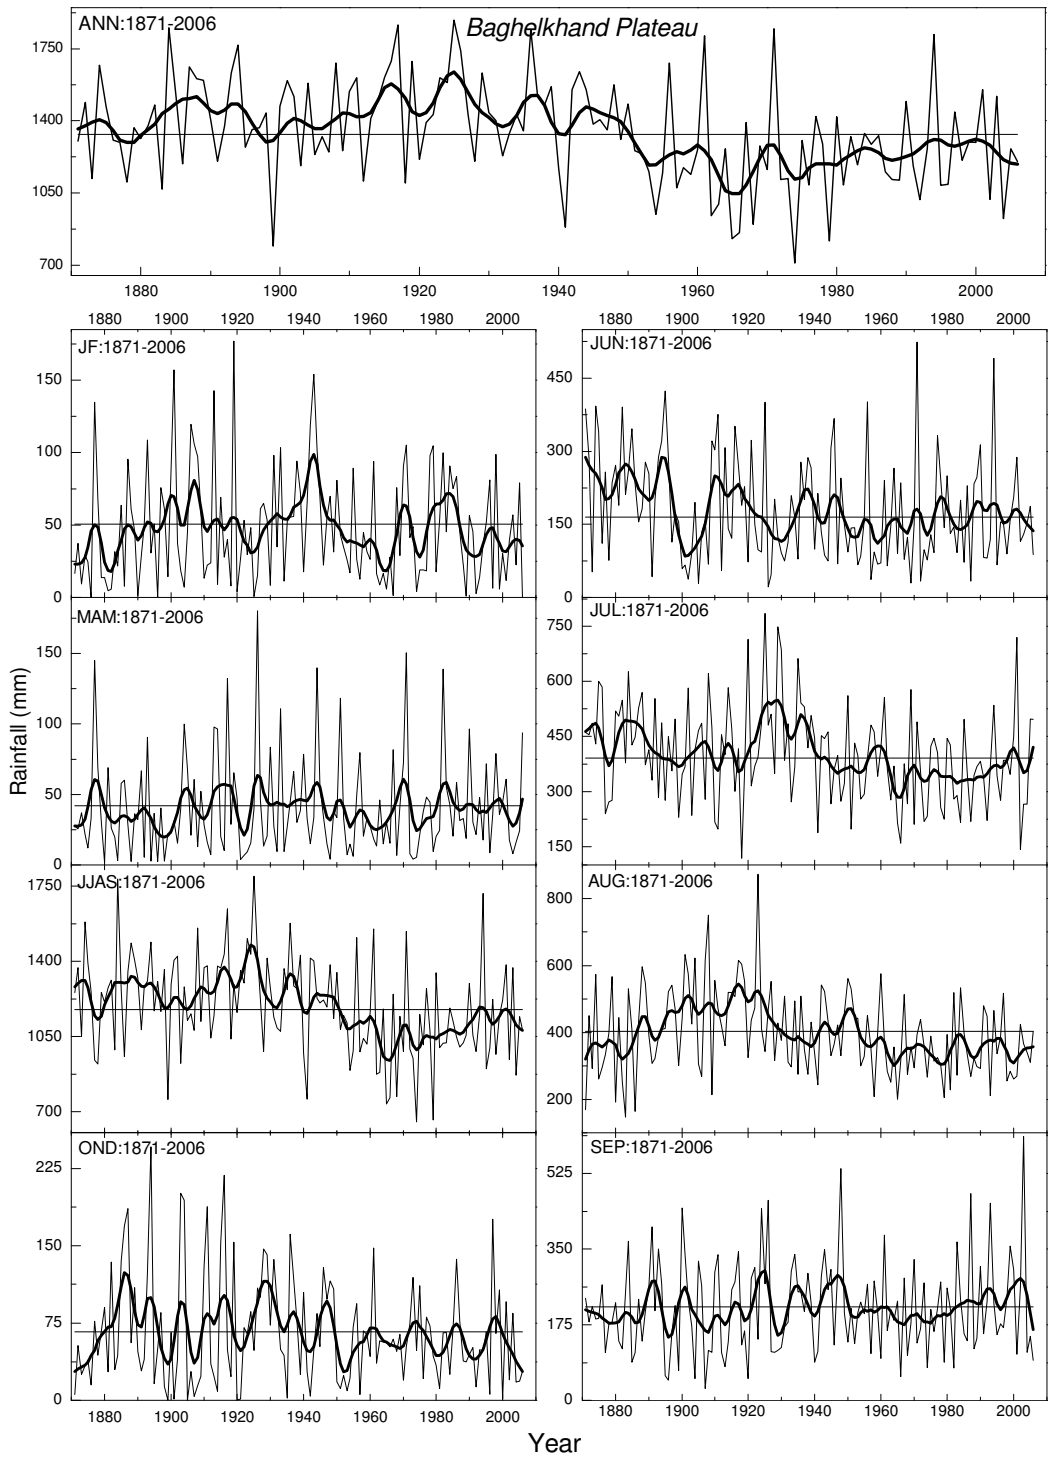 ANN:1871-2006
Baghelkhand Plateau
1750
1400
1050
700
1880 1900 1920 1940 1960 1980 2000
1880 1900 1920 1940 1960 1980 2000
1880 1900 1920 1940 1960 1980 2000
JF:1871-2006
150
100
50
0
JUN:1871-2006
450
300
150
0
MAM:1871-2006
150
100
50
0
JUL:1871-2006
750
600
450
300
150
Rainfall (mm)
JJAS:1871-2006
1750
1400
1050
700
AUG:1871-2006
800
600
400
200
OND:1871-2006
225
150
75
0
SEP:1871-2006
525
350
175
0
1880 1900 1920 1940 1960 1980 2000
1880 1900 1920 1940 1960 1980 2000
Year